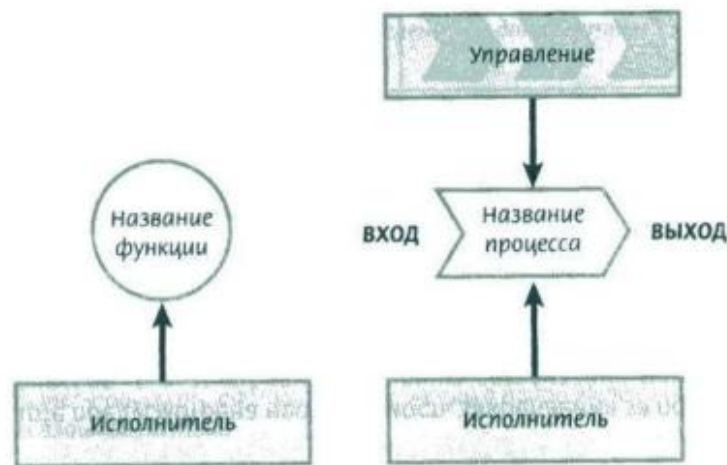 Управление
Название
функции
ВХОД
Название
процесса
ВЫХОД
Исполнитель
Исполнитель